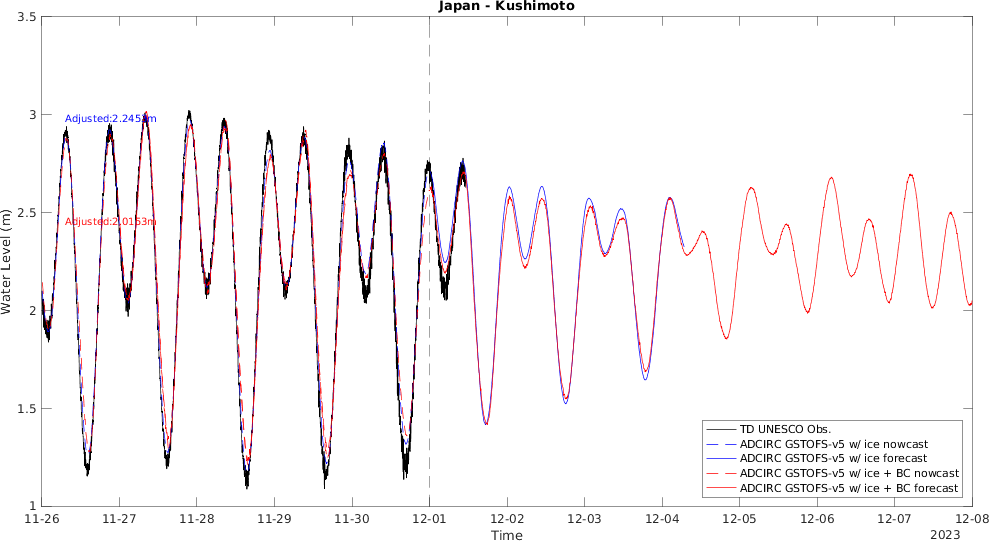 Japan - Kushimoto
3.5
3
2.5
2
1.5
1
Water Level (m)
Adjusted:2.2453m
Adjusted:2.0153m
TD UNESCO Obs.
ADCIRC GSTOFS-v5 w/ ice nowcast
ADCIRC GSTOFS-v5 w/ ice forecast
ADCIRC GSTOFS-v5 w/ ice + BC nowcast
ADCIRC GSTOFS-v5 w/ ice + BC forecast
11-26 11-27 11-28 11-29 11-30 12-01 12-02 12-03 12-04 12-05 12-06 12-07 12-08
Time
2023